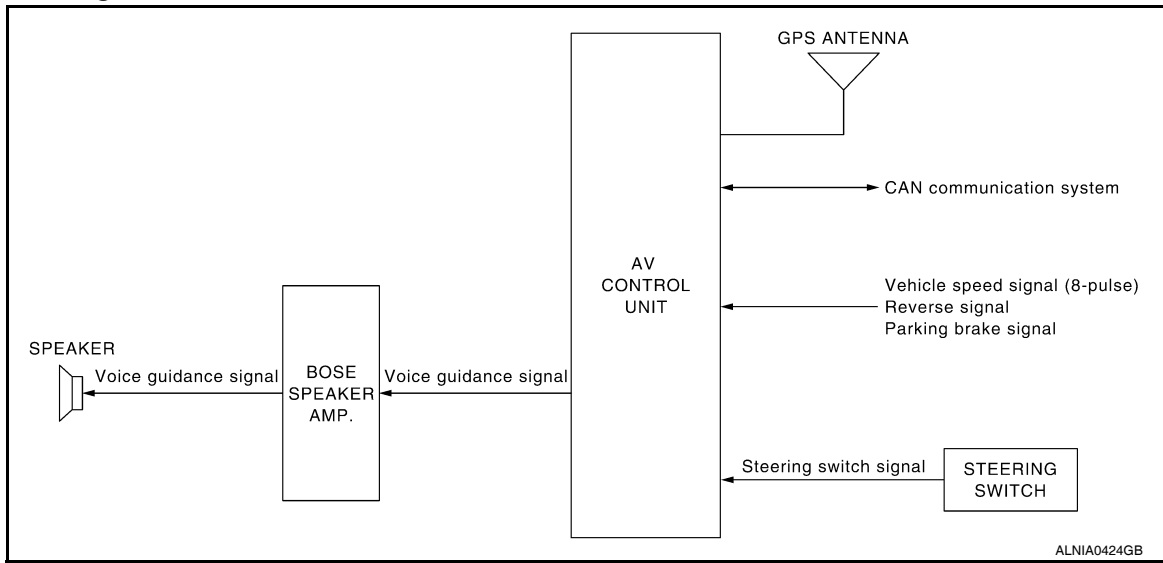 GPS ANTENNA
CAN communication system
AV
CONTROL
UNIT
Vehicle speed signal (8-pulse)
Reverse signal
Parking brake signal
SPEAKER
Voice guidance signal
BOSE
SPEAKER
AMP.
Voice guidance signal
Steering switch signal
STEERING
SWITCH
ALNIA0424GB